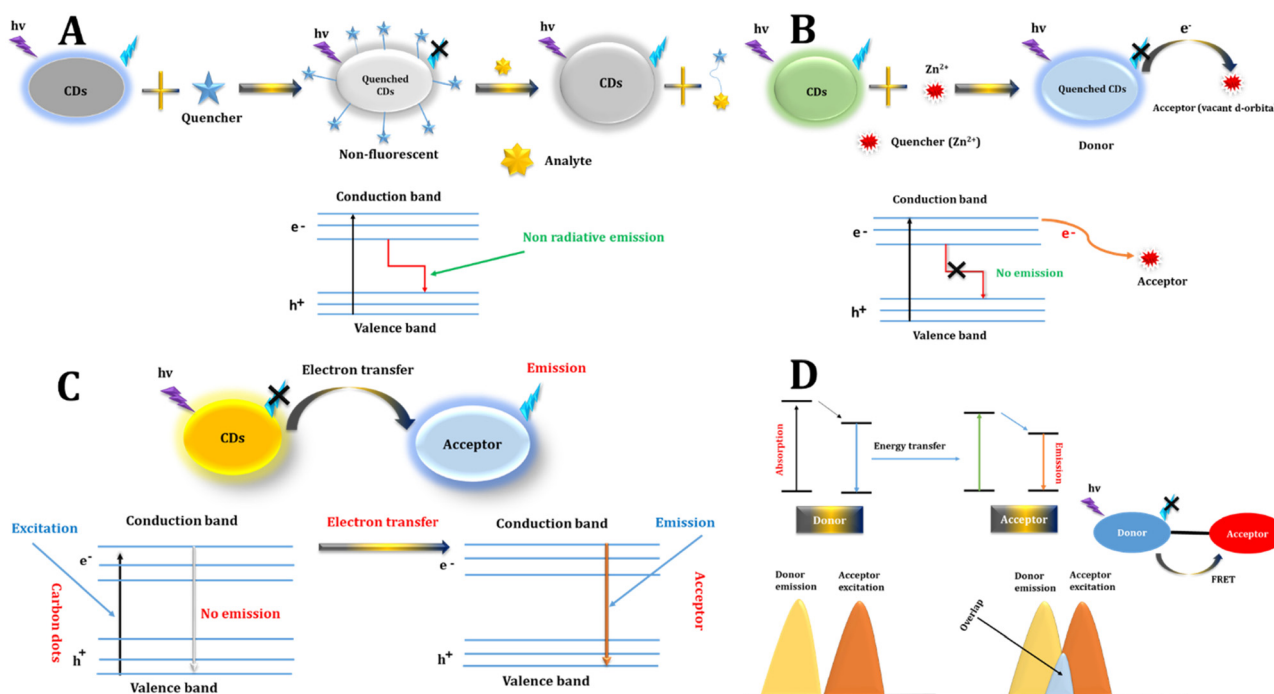 A
hv
CDs
Quencher
hv
Quenched
CDs
Non-fluorescent
hv
CDs
Analyte
Conduction band
e-
Non radiative emission
h+
Valence band
B
hv
CDs
Zn2+
Quencher (Zn2+)
hv
Quenched CDs
Donor
e-
Acceptor (vacant d-orbita
Conduction band
e-
e-
No emission
Acceptor
h+
Valence band
C
hv
CDs
Electron transfer
Emission
Acceptor
Excitation
Conduction band
e-
Carbon dots
No emission
h+
Valence band
Electron transfer
Conduction band
e-
Emission
Acceptor
h+
Valence band
D
Absorption
Energy transfer
Emission
Donor
Acceptor
hv
Donor
Acceptor
FRET
Donor
emission
Acceptor
excitation
Donor
emission
Acceptor
excitation
Overlap